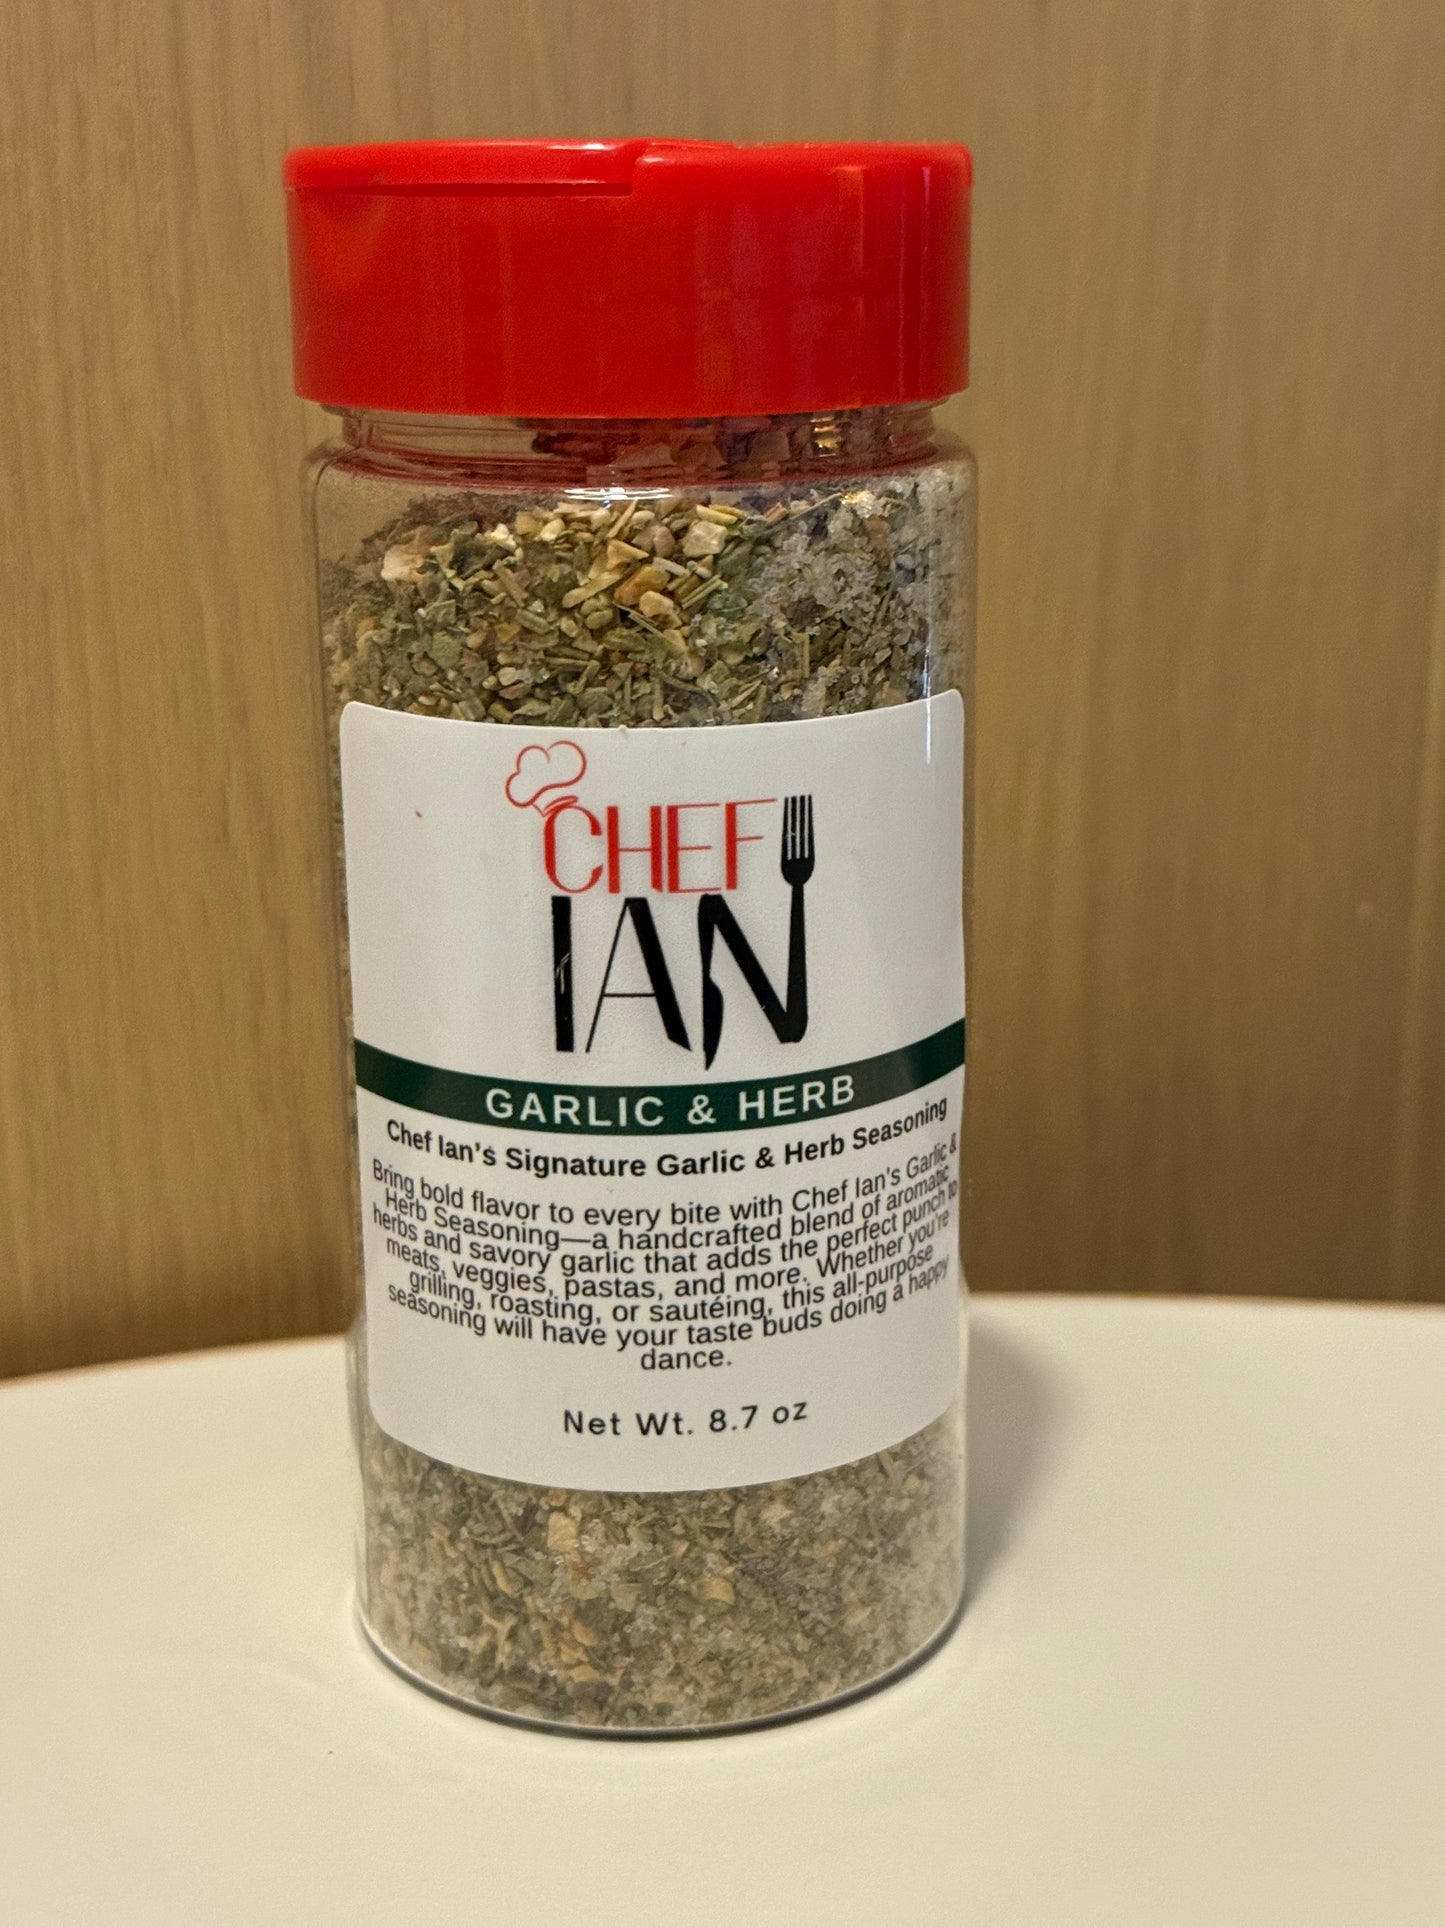 CHEF
IAN
GARLIC & HERB
Chef Ian's Signature Garlic & Herb Seasoning
Bring bold flavor to every bite with Chef Ian's Garlic &
Herb Seasoning—a handcrafted blend of aromatic
herbs and savory garlic that adds the perfect punch to
meats, veggies, pastas, and more. Whether you're
grilling, roasting, or sautéing, this all-purpose
seasoning will have your taste buds doing a happy
dance.
Net Wt. 8.7 oz